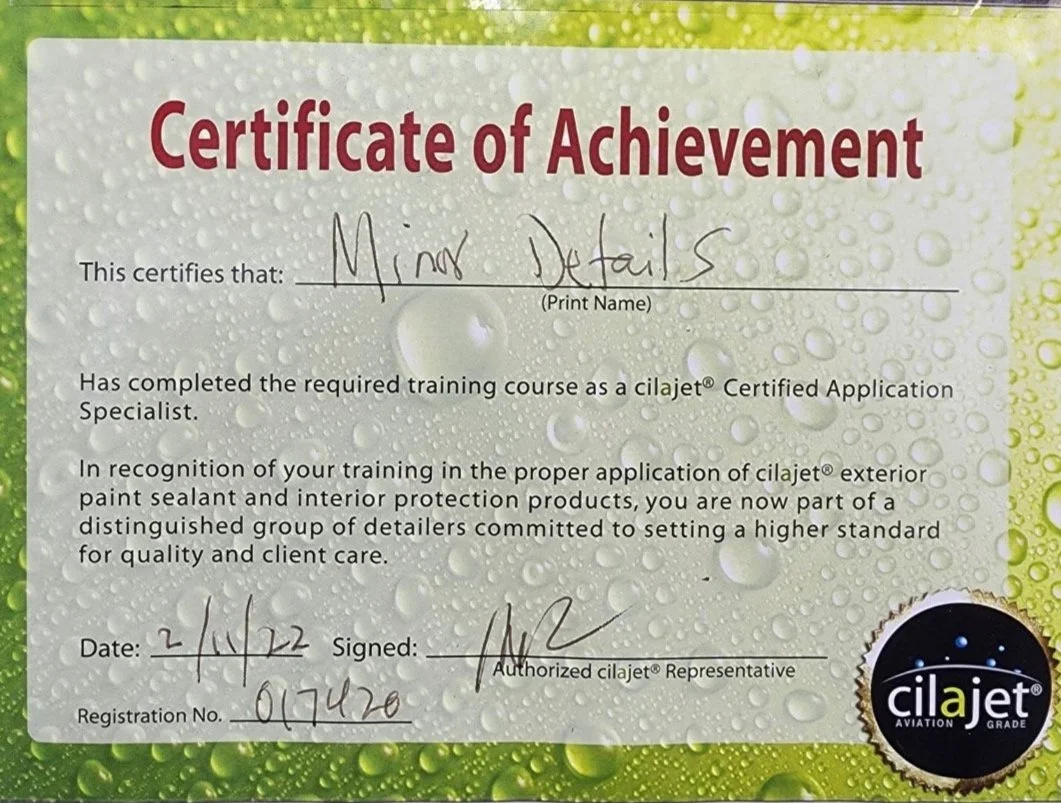 Certificate of Achievement
This certifies that: Minor Details
(Print Name)
Has completed the required training course as a cilajet® Certified Application
Specialist.
In recognition of your training in the proper application of cilajet® exterior
paint sealant and interior protection products, you are now part of a
distinguished group of detailers committed to setting a higher standard
for quality and client care.
Date: 2/11/22 Signed:
Authorized cilajet® Representative
Registration No. 017420
cilajet®
AVIATION GRADE